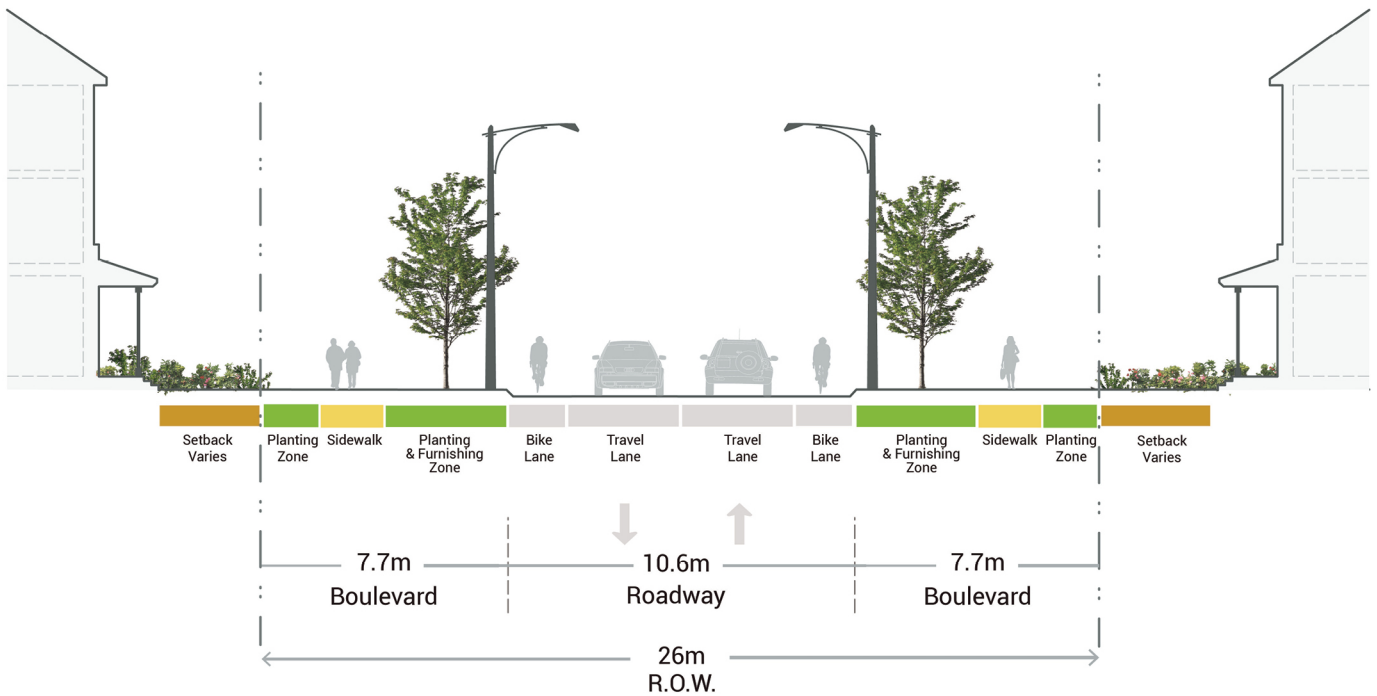 Setback
Varies
Planting
Zone
Sidewalk
Planting
& Furnishing
Zone
Bike
Lane
Travel
Lane
Travel
Lane
Bike
Lane
Planting
& Furnishing
Zone
Sidewalk
Planting
Zone
Setback
Varies
7.7m
Boulevard
10.6m
Roadway
7.7m
Boulevard
26m
R.O.W.